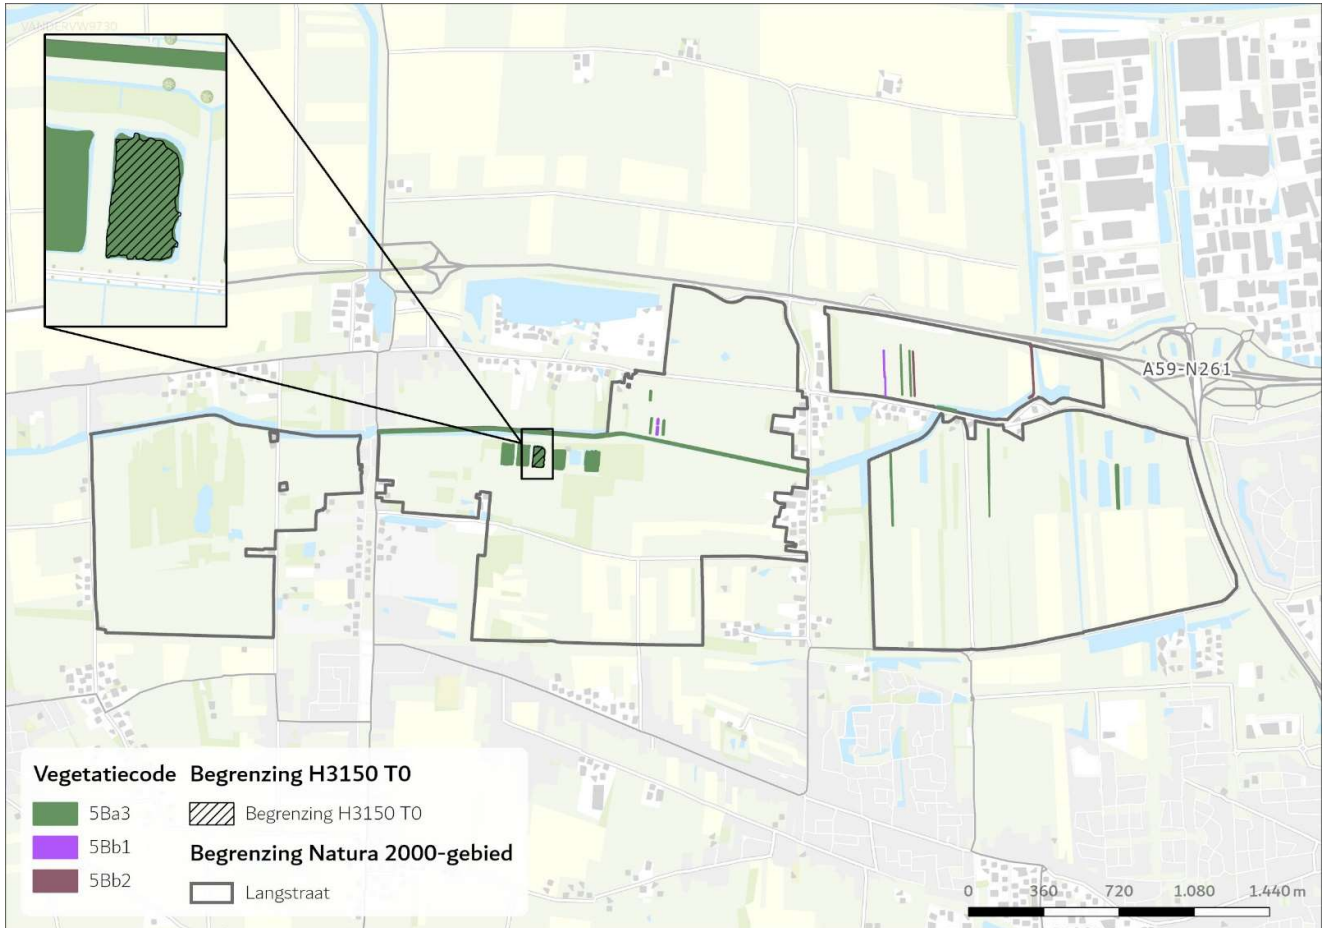 VANDERVW9730
A59-N261
Vegetatiecode
5Ba3
5Bb1
5Bb2
Begrenzing H3150 T0
Begrenzing H3150 T0
Begrenzing Natura 2000-gebied
Langstraat
0 360 720 1.080 1.440 m